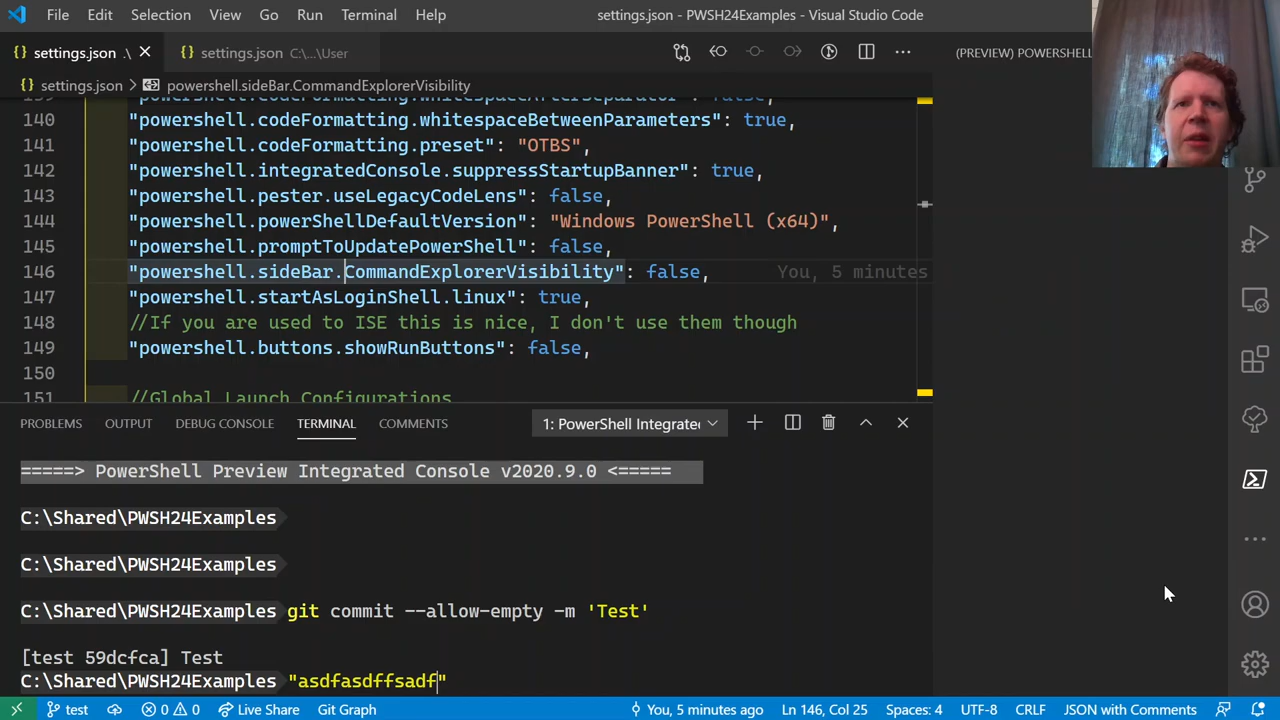 File Edit Selection View Go Run Terminal Help settings.json - PWSH24Examples - Visual Studio Code
settings.json .\ settings.json C:\...\User (PREVIEW) POWERSHELL
settings.json > powershell.sideBar.CommandExplorerVisibility
139 "powershell.codeFormatting.whitespaceAfterSeparator": false,
140 "powershell.codeFormatting.whitespaceBetweenParameters": true,
141 "powershell.codeFormatting.preset": "OTBS",
142 "powershell.integratedConsole.suppressStartupBanner": true,
143 "powershell.pester.useLegacyCodeLens": false,
144 "powershell.powerShellDefaultVersion": "Windows PowerShell (x64)",
145 "powershell.promptToUpdatePowerShell": false,
146 "powershell.sideBar.CommandExplorerVisibility": false, You, 5 minutes
147 "powershell.startAsLoginShell.linux": true,
148 //If you are used to ISE this is nice, I don't use them though
149 "powershell.buttons.showRunButtons": false,
150
151 //Global Launch Configurations
PROBLEMS OUTPUT DEBUG CONSOLE TERMINAL COMMENTS 1: PowerShell Integrate
=====> PowerShell Preview Integrated Console v2020.9.0 <=====
C:\Shared\PWSH24Examples
C:\Shared\PWSH24Examples
C:\Shared\PWSH24Examples git commit --allow-empty -m 'Test'
[test 59dcfca] Test
C:\Shared\PWSH24Examples "asdfasdffsadf"
test 0 0 Live Share Git Graph You, 5 minutes ago Ln 146, Col 25 Spaces: 4 UTF-8 CRLF JSON with Comments